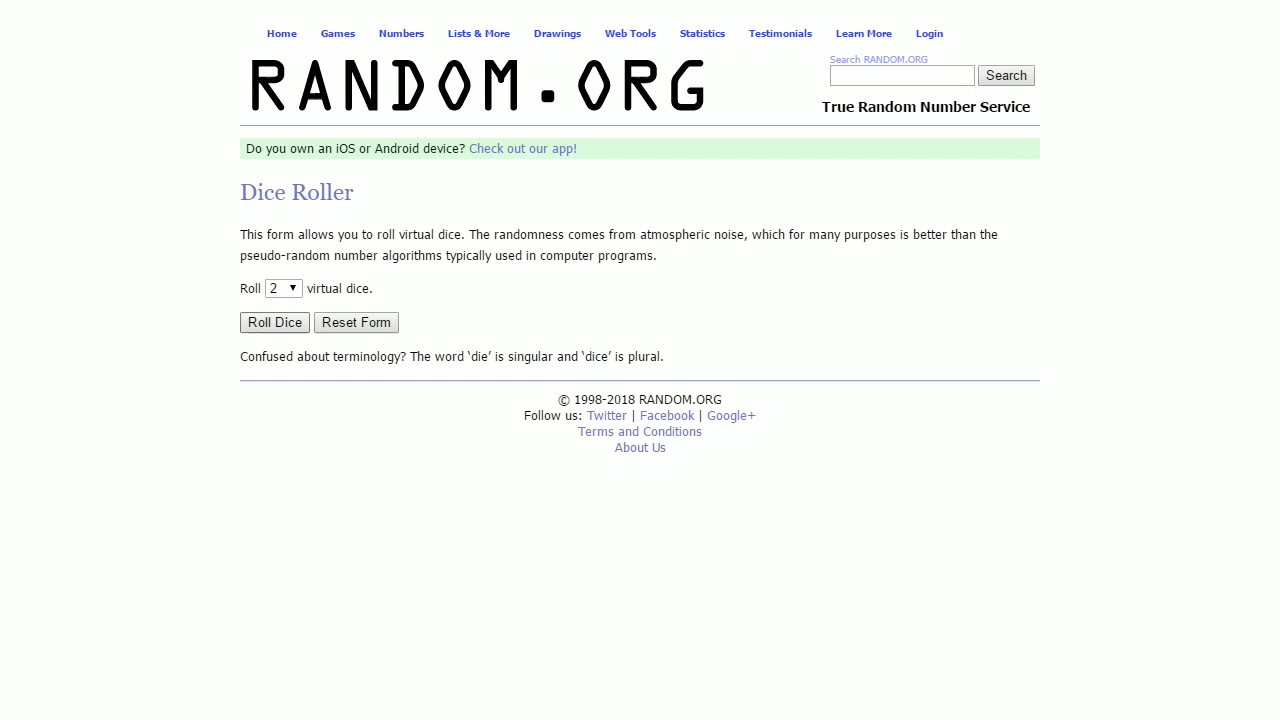 Home Games Numbers Lists & More Drawings Web Tools Statistics Testimonials Learn More Login
RANDOM.ORG
Search RANDOM.ORG
Search
True Random Number Service
Do you own an iOS or Android device? Check out our app!
Dice Roller
This form allows you to roll virtual dice. The randomness comes from atmospheric noise, which for many purposes is better than the
pseudo-random number algorithms typically used in computer programs.
Roll 2 virtual dice.
Roll Dice Reset Form
Confused about terminology? The word ‘die’ is singular and ‘dice’ is plural.
© 1998-2018 RANDOM.ORG
Follow us: Twitter | Facebook | Google+
Terms and Conditions
About Us